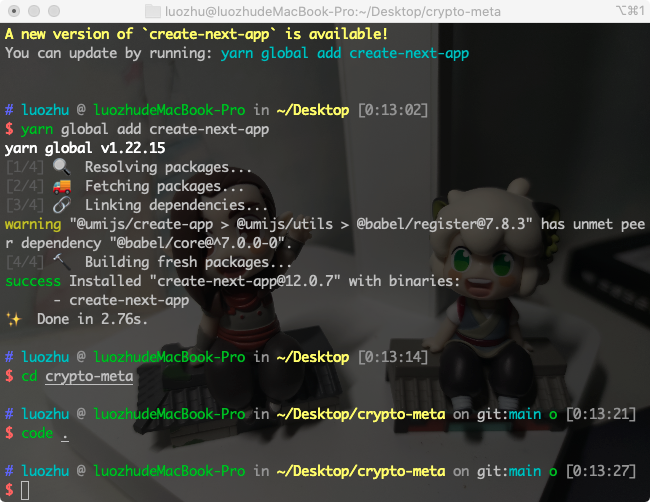 luozhu@luozhudeMacBook-Pro:~/Desktop/crypto-meta ⌥⌘1
A new version of `create-next-app` is available!
You can update by running: yarn global add create-next-app
# luozhu @ luozhudeMacBook-Pro in ~/Desktop [0:13:02]
$ yarn global add create-next-app
yarn global v1.22.15
[1/4] 🔍 Resolving packages...
[2/4] 🚚 Fetching packages...
[3/4] 🔗 Linking dependencies...
warning "@umijs/create-app > @umijs/utils > @babel/register@7.8.3" has unmet pee
r dependency "@babel/core@^7.0.0-0".
[4/4] 🔨 Building fresh packages...
success Installed "create-next-app@12.0.7" with binaries:
- create-next-app
✨ Done in 2.76s.
# luozhu @ luozhudeMacBook-Pro in ~/Desktop [0:13:14]
$ cd crypto-meta
# luozhu @ luozhudeMacBook-Pro in ~/Desktop/crypto-meta on git:main o [0:13:21]
$ code .
# luozhu @ luozhudeMacBook-Pro in ~/Desktop/crypto-meta on git:main o [0:13:27]
$